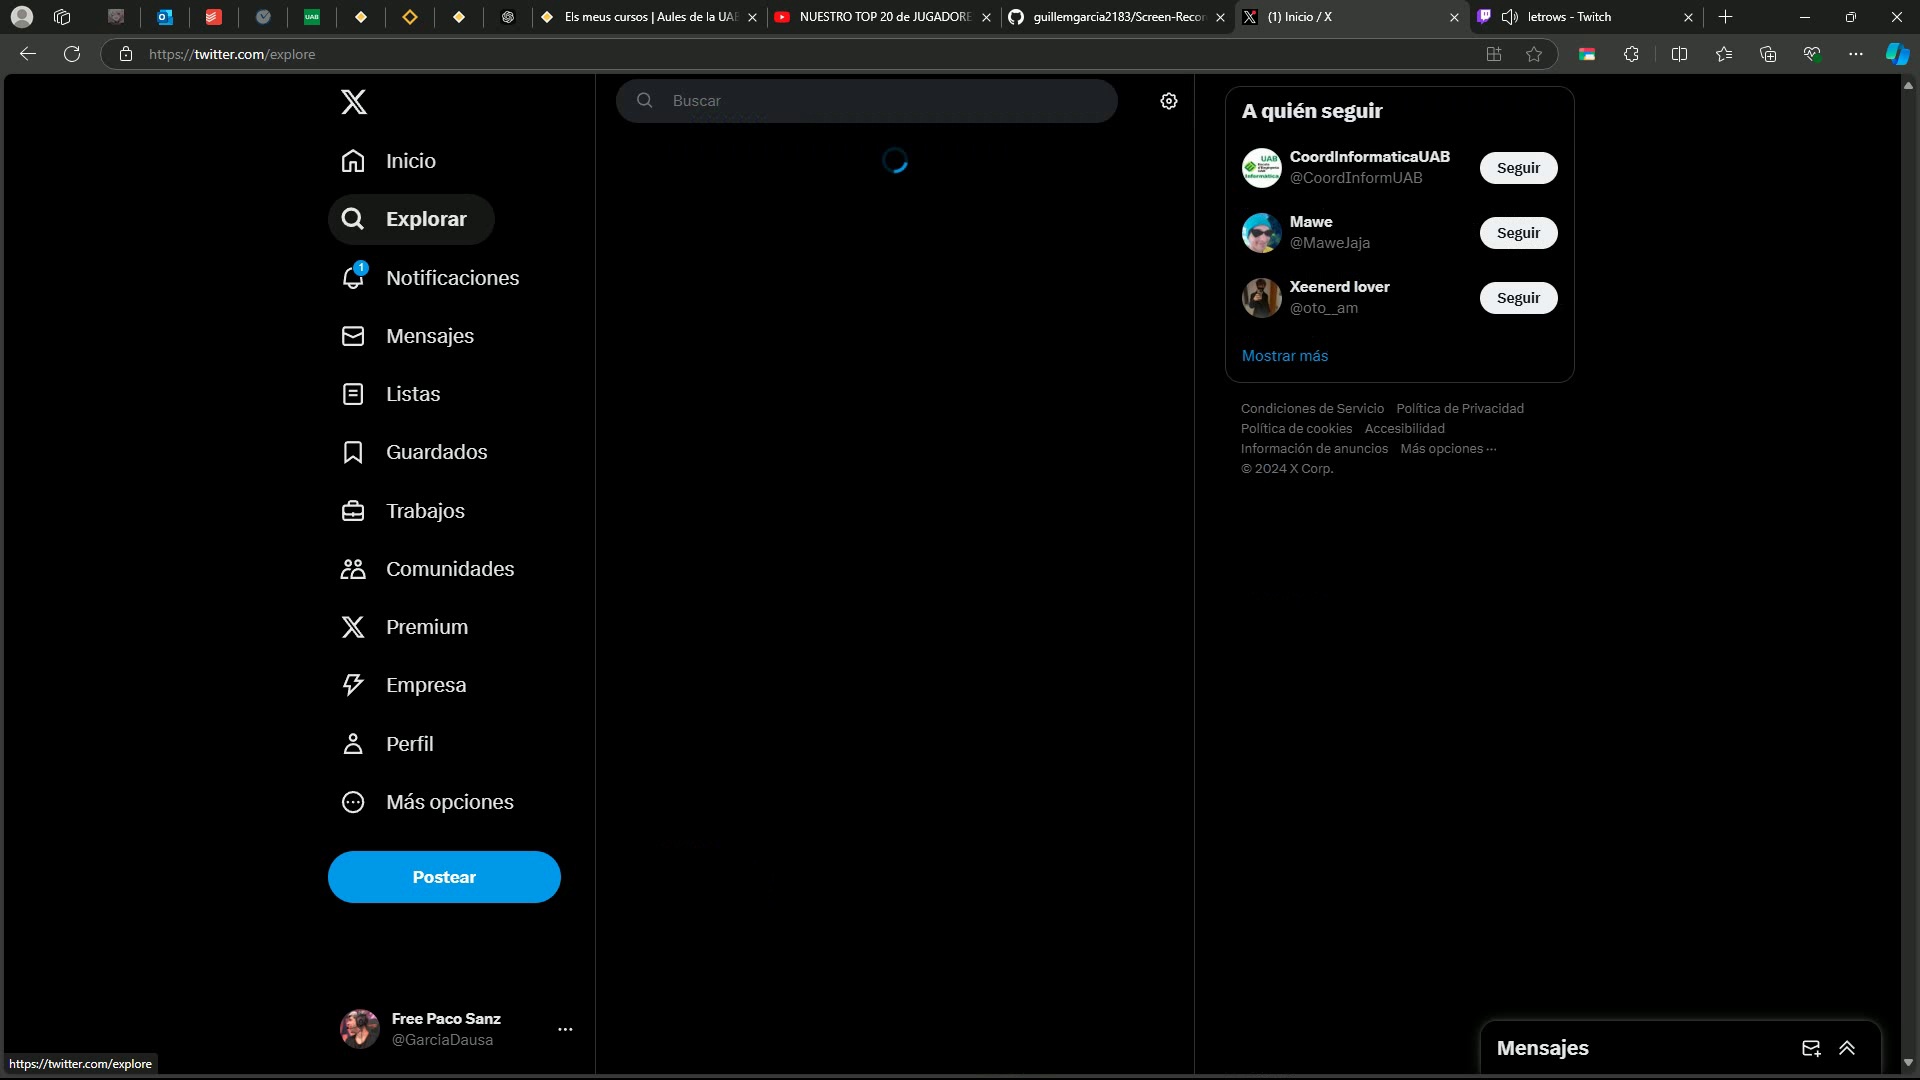 UAB
Els meus cursos | Aules de la UAB
NUESTRO TOP 20 de JUGADORE
guillemgarcia2183/Screen-Recor
(1) Inicio / X
letrows - Twitch
https://twitter.com/explore
Buscar
Inicio
Explorar
1
Notificaciones
Mensajes
Listas
Guardados
Trabajos
Comunidades
Premium
Empresa
Perfil
Más opciones
Postear
Free Paco Sanz
@GarciaDausa
https://twitter.com/explore
A quién seguir
CoordInformaticaUAB
@CoordInformUAB
Seguir
Mawe
@MaweJaja
Seguir
Xeenerd lover
@oto__am
Seguir
Mostrar más
Condiciones de Servicio Política de Privacidad
Política de cookies Accesibilidad
Información de anuncios Más opciones ···
© 2024 X Corp.
Mensajes